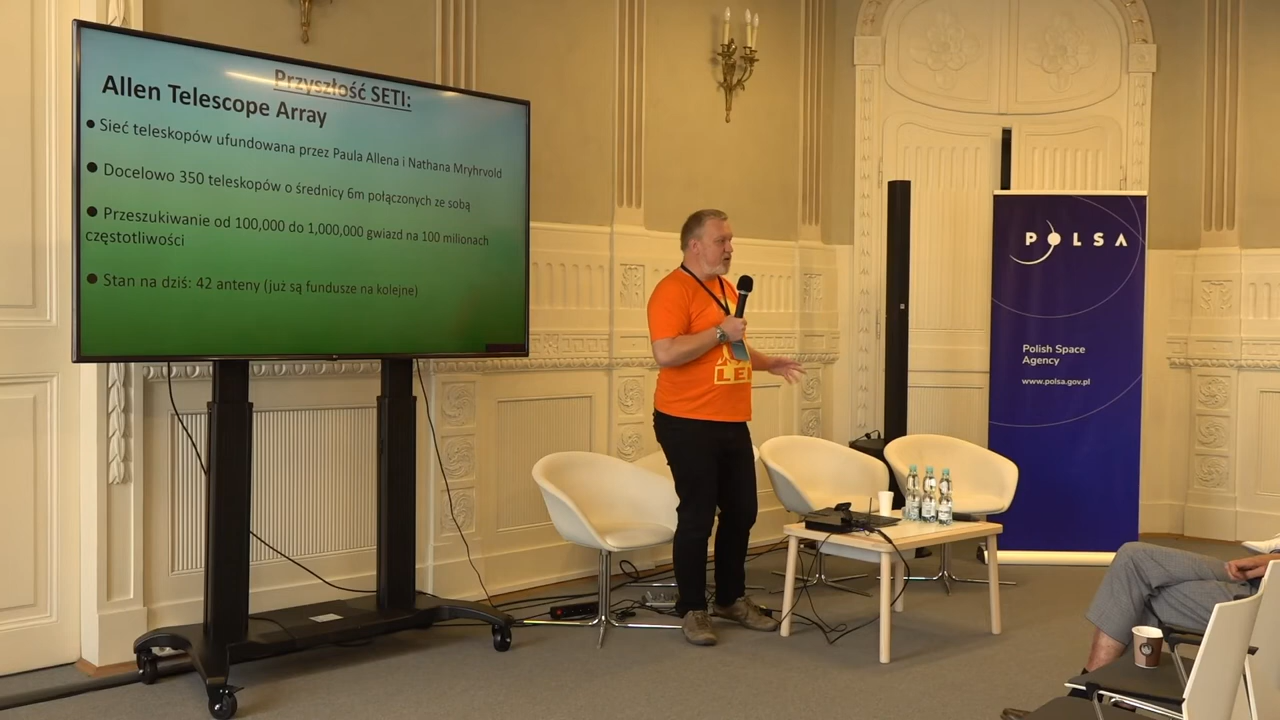 Przyszłość SETI:
Allen Telescope Array
● Sieć teleskopów ufundowana przez Paula Allena i Nathana Mryhrvold
● Docelowo 350 teleskopów o średnicy 6m połączonych ze sobą
● Przeszukiwanie od 100,000 do 1,000,000 gwiazd na 100 milionach
częstotliwości
● Stan na dziś: 42 anteny (już są fundusze na kolejne)
POLSA
Polish Space
Agency
www.polsa.gov.pl